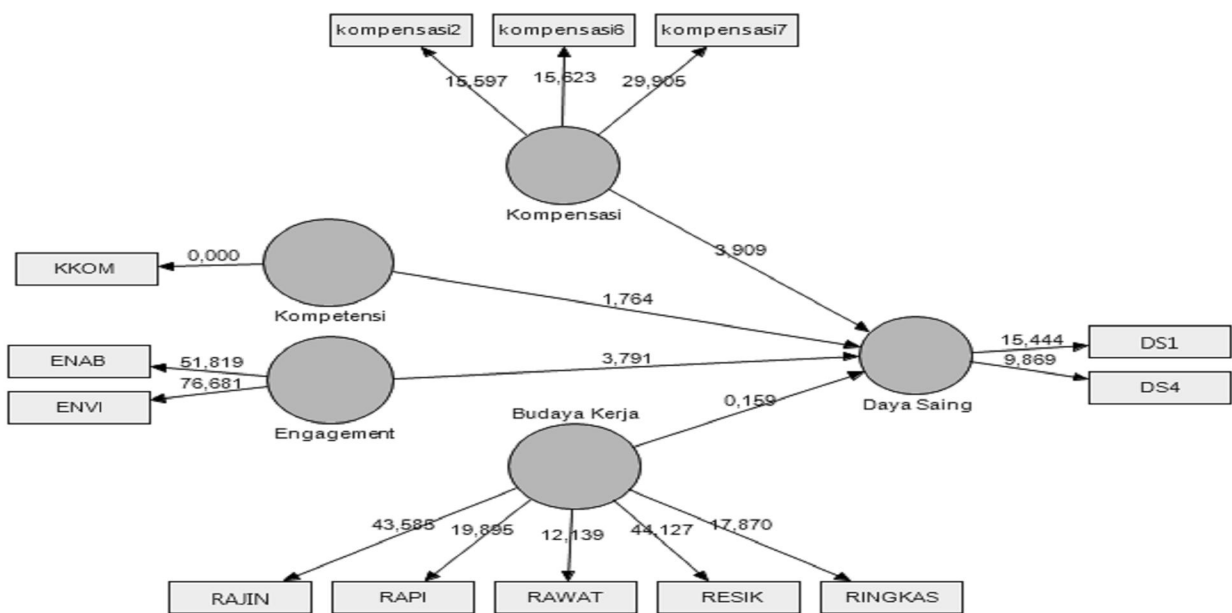 kompensasi2
kompensasi6
kompensasi7
15,597
15,623
29,905
Kompensasi
3,909
KKOM
0,000
Kompetensi
1,764
ENAB
51,819
ENVI
76,681
Engagement
3,791
Daya Saing
15,444
DS1
9,869
DS4
Budaya Kerja
0,159
43,585
19,895
12,139
44,127
17,870
RAJIN
RAPI
RAWAT
RESIK
RINGKAS